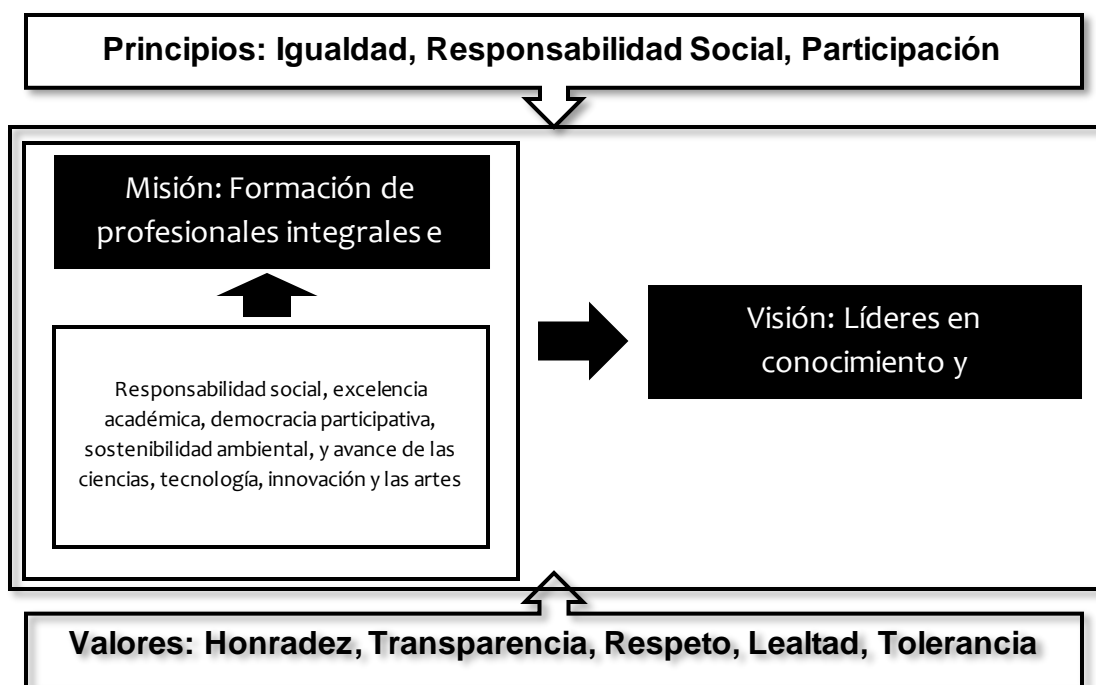 Principios: Igualdad, Responsabilidad Social, Participación
Misión: Formación de
profesionales integrales e
Responsabilidad social, excelencia
académica, democracia participativa,
sostenibilidad ambiental, y avance de las
ciencias, tecnología, innovación y las artes
Visión: Líderes en
conocimiento y
Valores: Honradez, Transparencia, Respeto, Lealtad, Tolerancia